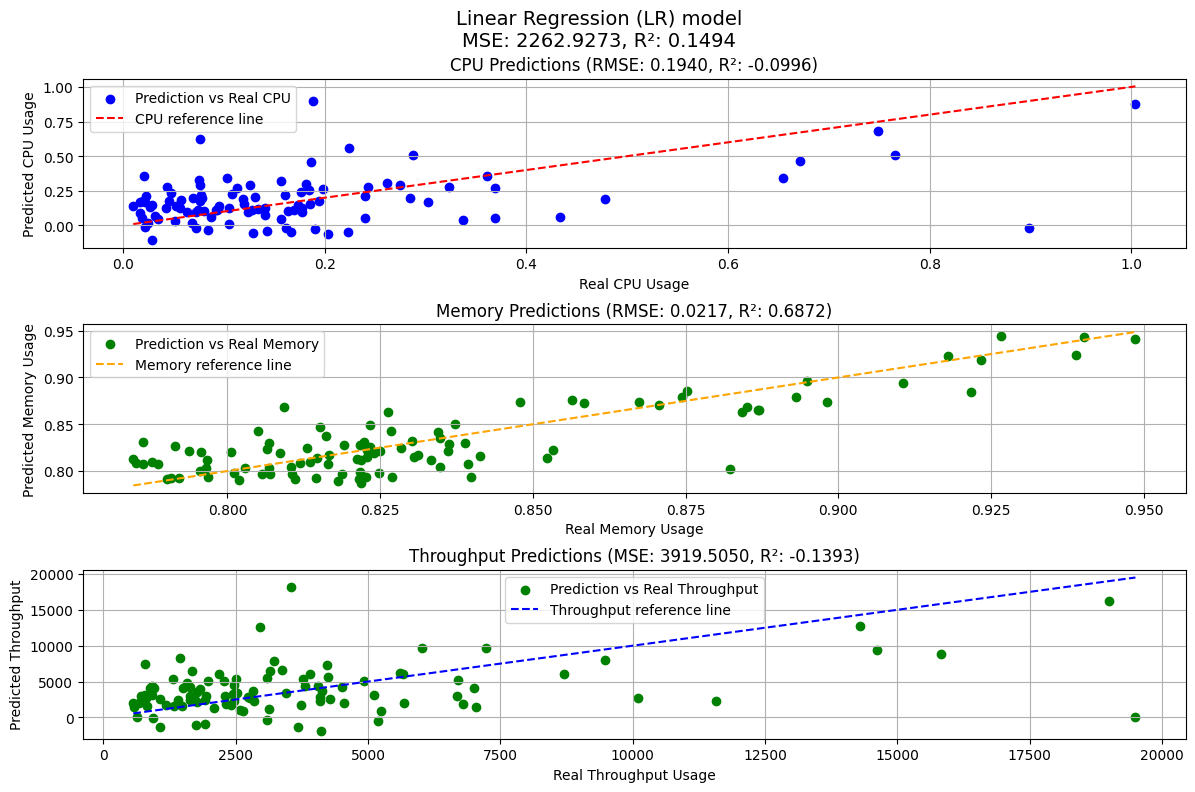 Linear Regression (LR) model
MSE: 2262.9273, R²: 0.1494
CPU Predictions (RMSE: 0.1940, R²: -0.0996)
Predicted CPU Usage
1.00
0.75
0.50
0.25
0.00
Prediction vs Real CPU
CPU reference line
0.0 0.2 0.4 0.6 0.8 1.0
Real CPU Usage
Memory Predictions (RMSE: 0.0217, R²: 0.6872)
Predicted Memory Usage
0.95
0.90
0.85
0.80
Prediction vs Real Memory
Memory reference line
0.800 0.825 0.850 0.875 0.900 0.925 0.950
Real Memory Usage
Throughput Predictions (MSE: 3919.5050, R²: -0.1393)
Predicted Throughput
20000
15000
10000
5000
0
Prediction vs Real Throughput
Throughput reference line
0 2500 5000 7500 10000 12500 15000 17500 20000
Real Throughput Usage